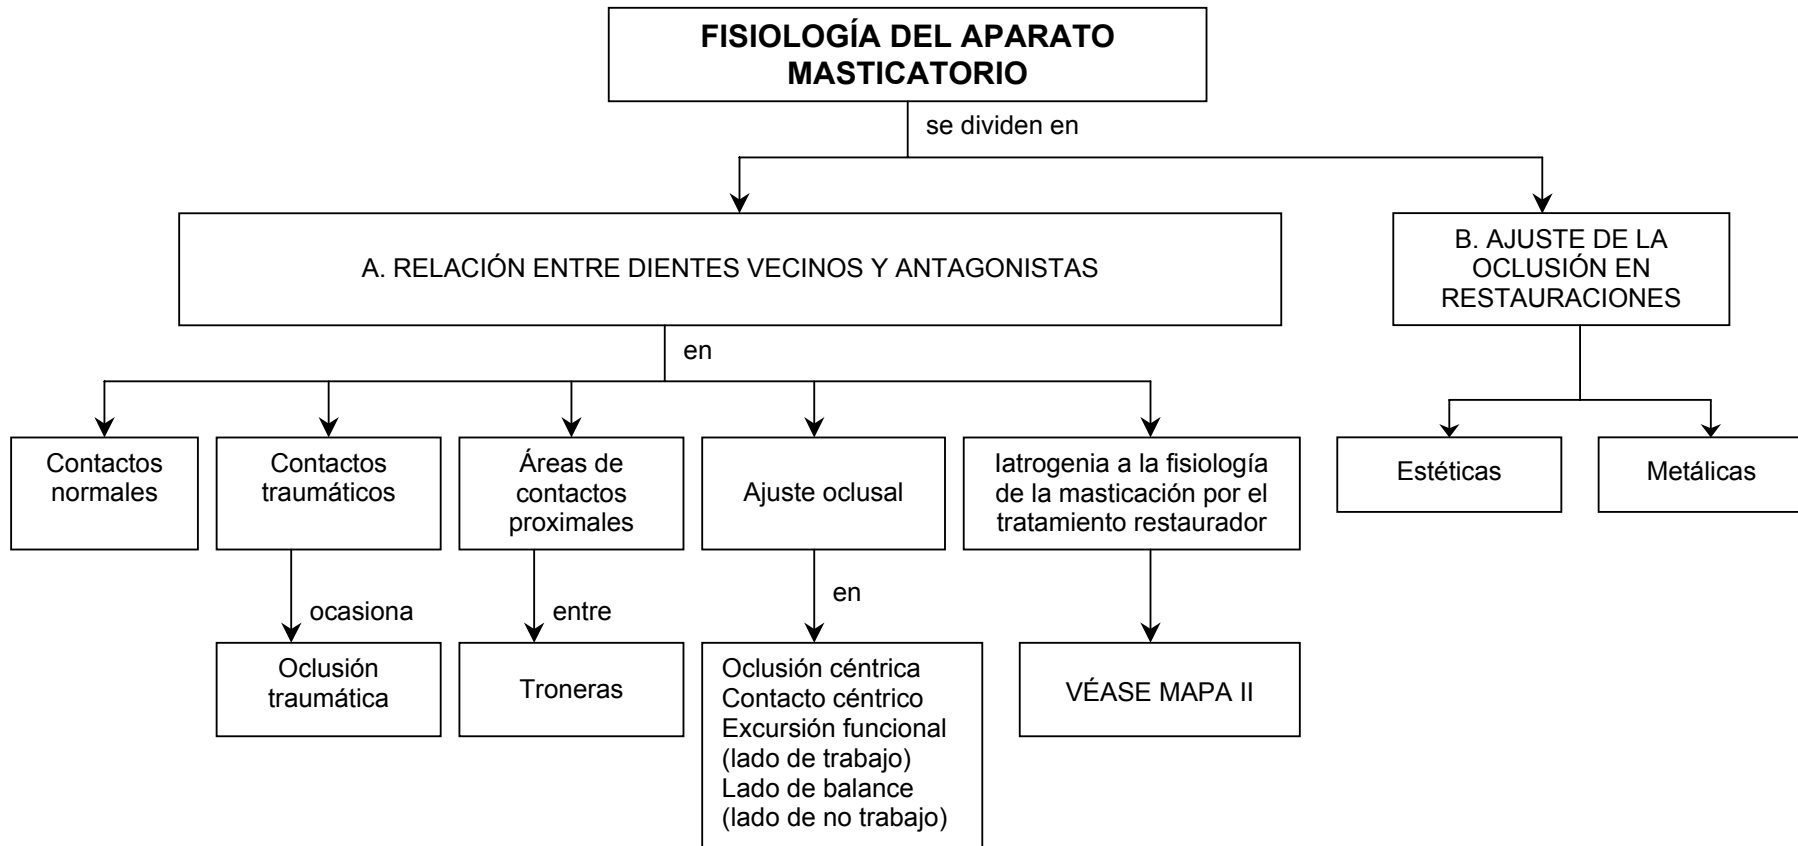 FISIOLOGÍA DEL APARATO
MASTICATORIO
se dividen en
A. RELACIÓN ENTRE DIENTES VECINOS Y ANTAGONISTAS
B. AJUSTE DE LA
OCLUSIÓN EN
RESTAURACIONES
en
Contactos
normales
Contactos
traumáticos
Áreas de
contactos
proximales
Ajuste oclusal
Iatrogenia a la fisiología
de la masticación por el
tratamiento restaurador
Estéticas
Metálicas
ocasiona
entre
en
Oclusión
traumática
Troneras
Oclusión céntrica
Contacto céntrico
Excursión funcional
(lado de trabajo)
Lado de balance
(lado de no trabajo)
VÉASE MAPA II